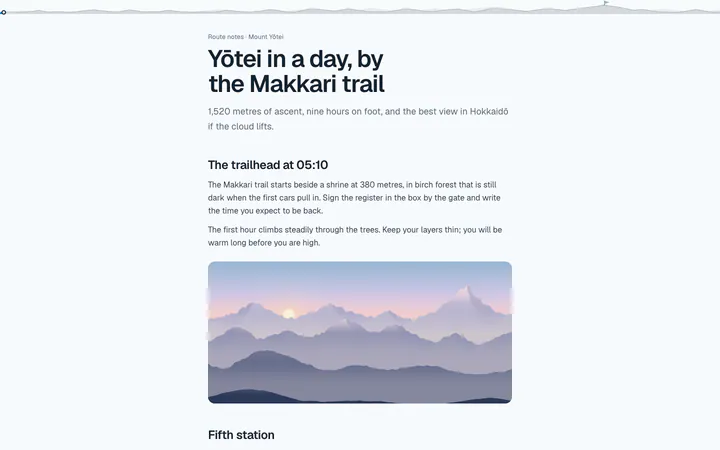 Route notes · Mount Yōtei
Yōtei in a day, by
the Makkari trail
1,520 metres of ascent, nine hours on foot, and the best view in Hokkaidō
if the cloud lifts.
The trailhead at 05:10
The Makkari trail starts beside a shrine at 380 metres, in birch forest that is still
dark when the first cars pull in. Sign the register in the box by the gate and write
the time you expect to be back.
The first hour climbs steadily through the trees. Keep your layers thin; you will be
warm long before you are high.
Fifth station